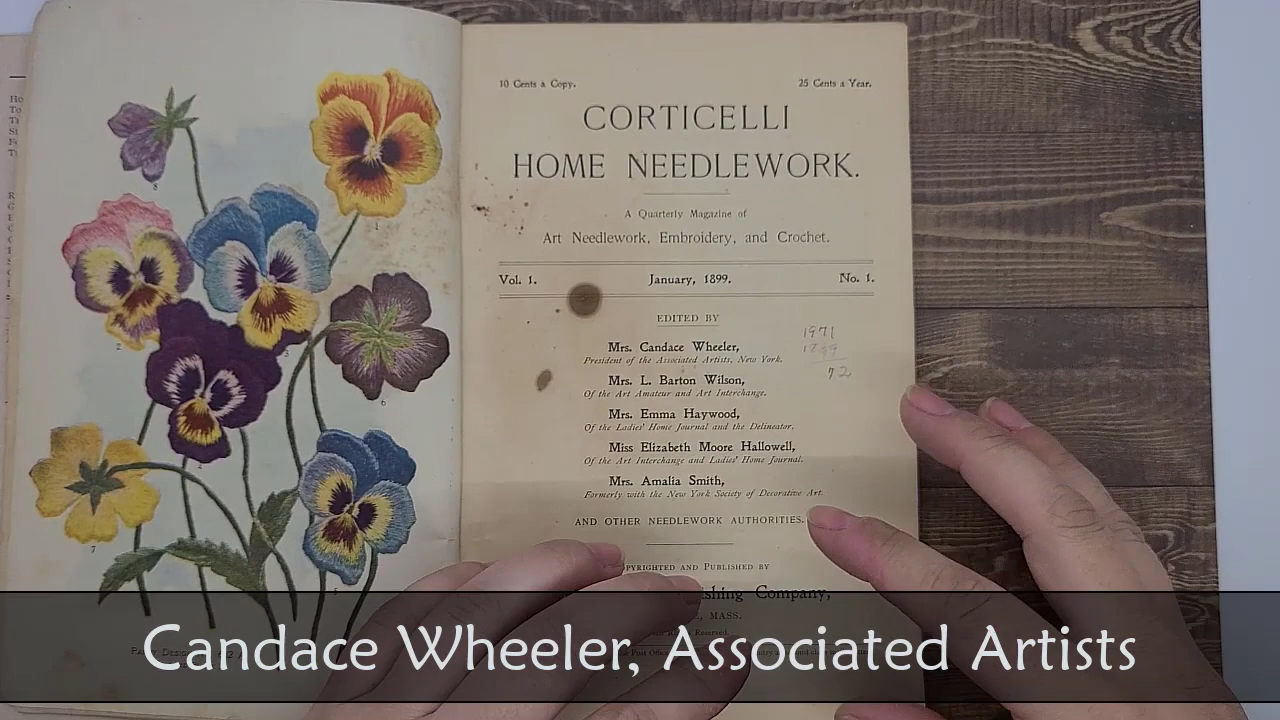 10 Cents a Copy. 25 Cents a Year.
CORTICELLI
HOME NEEDLEWORK.
A Quarterly Magazine of
Art Needlework, Embroidery, and Crochet.
Vol. 1. January, 1899. No. 1.
EDITED BY
Mrs. Candace Wheeler,
President of the Associated Artists, New York.
Mrs. L. Barton Wilson,
Of the Art Amateur and Art Interchange.
Mrs. Emma Haywood,
Of the Ladies' Home Journal and the Delineator.
Miss Elizabeth Moore Hallowell,
Of the Art Interchange and Ladies' Home Journal.
Mrs. Amalia Smith,
Formerly with the New York Society of Decorative Art.
AND OTHER NEEDLEWORK AUTHORITIES.
1971
1899
72
PUBLISHED BY
Company,
MASS.
Candace Wheeler, Associated Artists